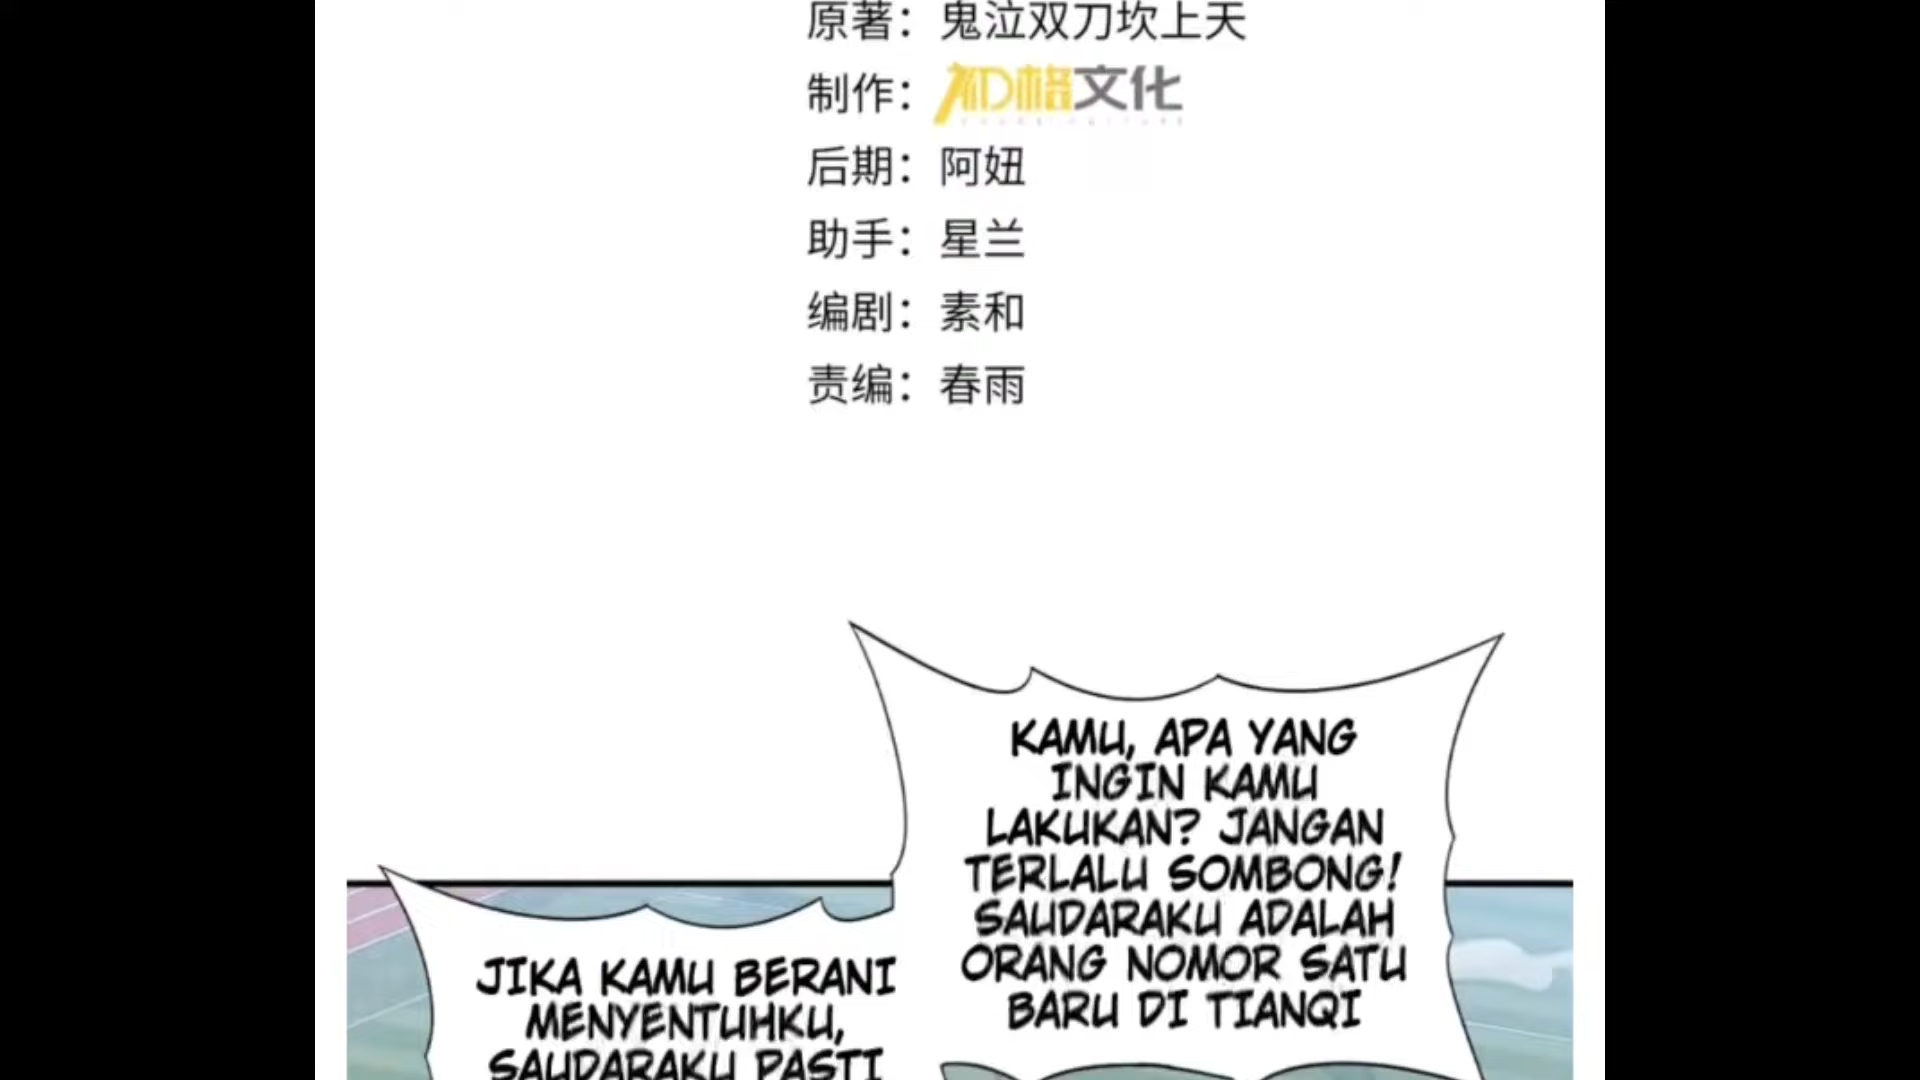 原著：鬼泣双刀坎上天
制作：知格文化
后期：阿妞
助手：星兰
编剧：素和
责编：春雨
KAMU, APA YANG
INGIN KAMU
LAKUKAN? JANGAN
TERLALU SOMBONG!
SAUDARAKU ADALAH
ORANG NOMOR SATU
BARU DI TIANQI
JIKA KAMU BERANI
MENYENTUHKU,
SAUDARAKU PASTI